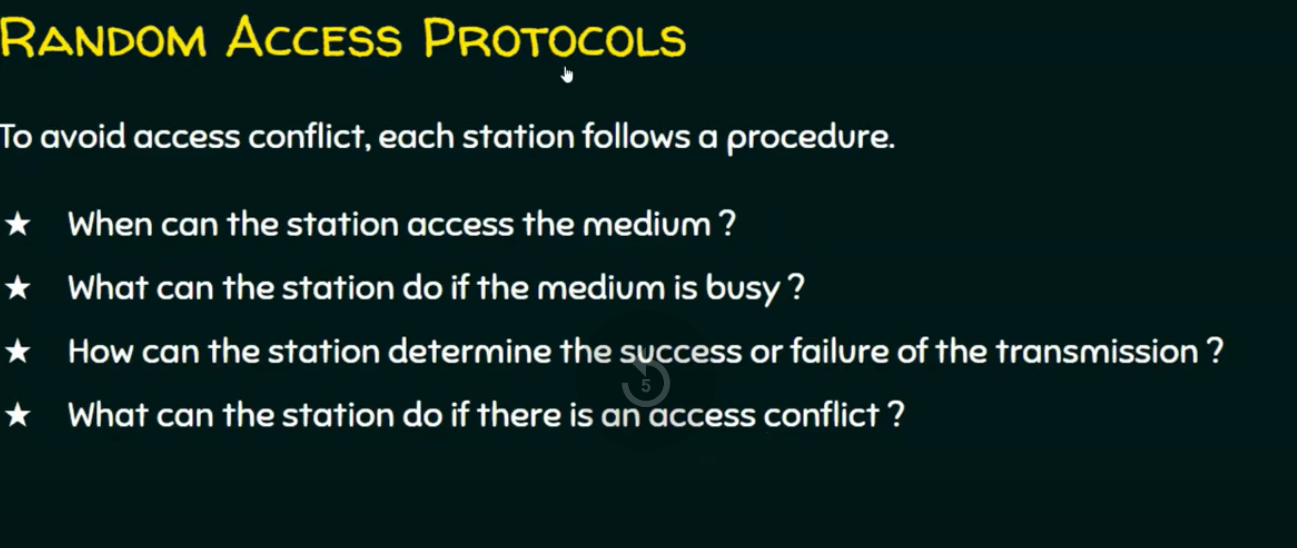 RANDOM ACCESS PROTOCOLS
To avoid access conflict, each station follows a procedure.
★ When can the station access the medium ?
★ What can the station do if the medium is busy ?
★ How can the station determine the success or failure of the transmission ?
5
★ What can the station do if there is an access conflict ?